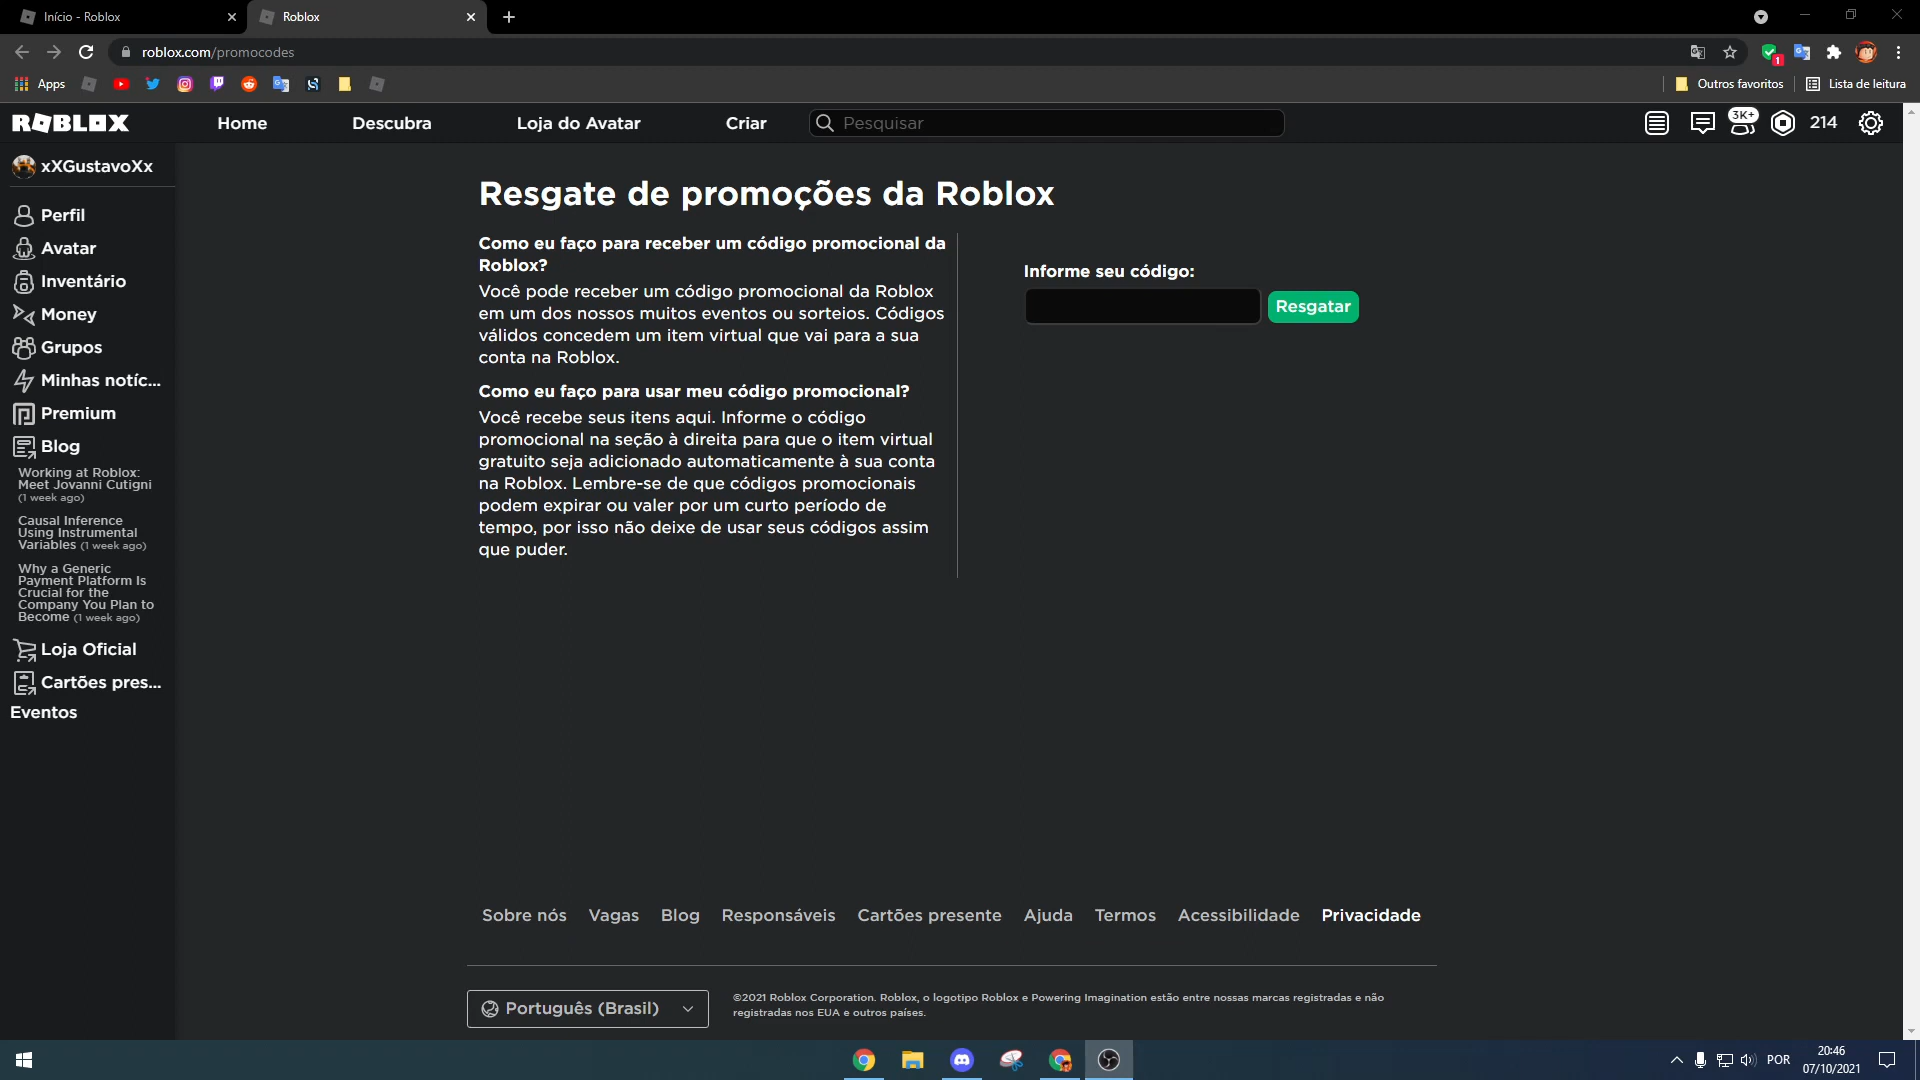 Início - Roblox
Roblox
roblox.com/promocodes
1
Apps
Outros favoritos
Lista de leitura
ROBLOX
Home
Descubra
Loja do Avatar
Criar
Pesquisar
3K+
214
xXGustavoXx
Perfil
Avatar
Inventário
Money
Grupos
Minhas notíc...
Premium
Blog
Working at Roblox:
Meet Jovanni Cutigni
(1 week ago)
Causal Inference
Using Instrumental
Variables (1 week ago)
Why a Generic
Payment Platform Is
Crucial for the
Company You Plan to
Become (1 week ago)
Loja Oficial
Cartões pres...
Eventos
Resgate de promoções da Roblox
Como eu faço para receber um código promocional da
Roblox?
Você pode receber um código promocional da Roblox
em um dos nossos muitos eventos ou sorteios. Códigos
válidos concedem um item virtual que vai para a sua
conta na Roblox.
Como eu faço para usar meu código promocional?
Você recebe seus itens aqui. Informe o código
promocional na seção à direita para que o item virtual
gratuito seja adicionado automaticamente à sua conta
na Roblox. Lembre-se de que códigos promocionais
podem expirar ou valer por um curto período de
tempo, por isso não deixe de usar seus códigos assim
que puder.
Informe seu código:
Resgatar
Sobre nós
Vagas
Blog
Responsáveis
Cartões presente
Ajuda
Termos
Acessibilidade
Privacidade
Português (Brasil)
©2021 Roblox Corporation. Roblox, o logotipo Roblox e Powering Imagination estão entre nossas marcas registradas e não
registradas nos EUA e outros países.
POR
20:46
07/10/2021